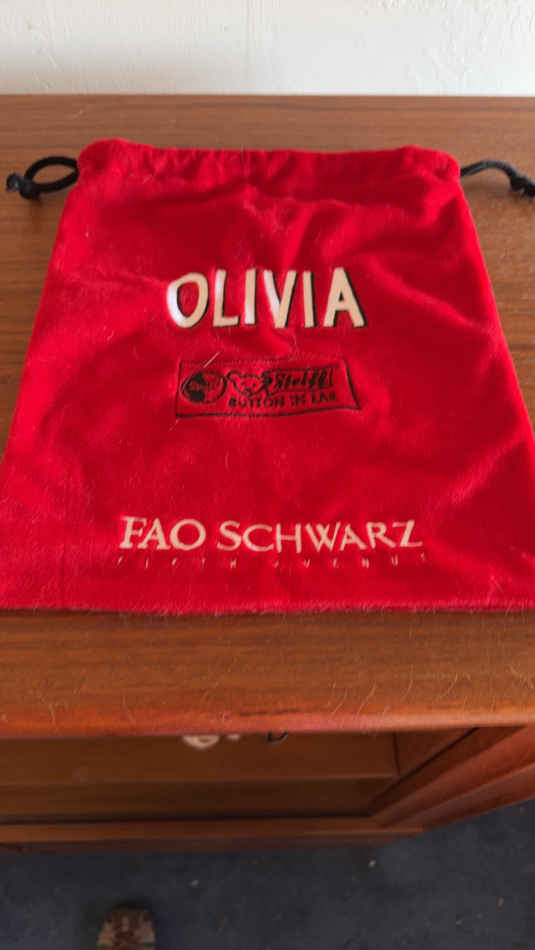 OLIVIA
Steiff
BUTTON IN EAR
FAO SCHWARZ
FIFTH AVENUE